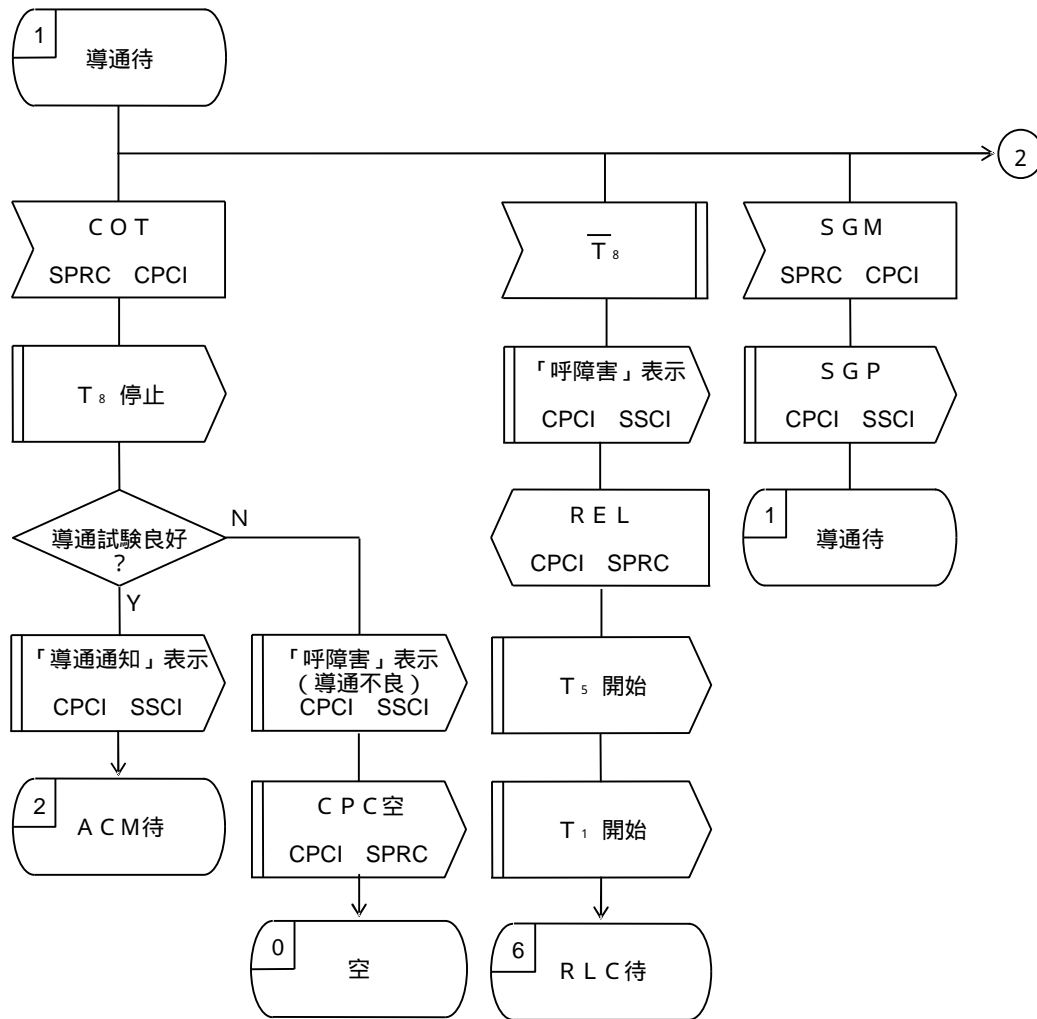 1
導通待
2
ＣＯＴ
SPRC CPCI
T₈
ＳＧＭ
SPRC CPCI
T₈ 停止
「呼障害」表示
CPCI SSCI
ＳＧＰ
CPCI SSCI
導通試験良好
？
N
Y
ＲＥＬ
CPCI SPRC
1
導通待
「導通通知」表示
CPCI SSCI
「呼障害」表示
（導通不良）
CPCI SSCI
T₅ 開始
2
ＡＣＭ待
ＣＰＣ空
CPCI SPRC
T₁ 開始
0
空
6
ＲＬＣ待